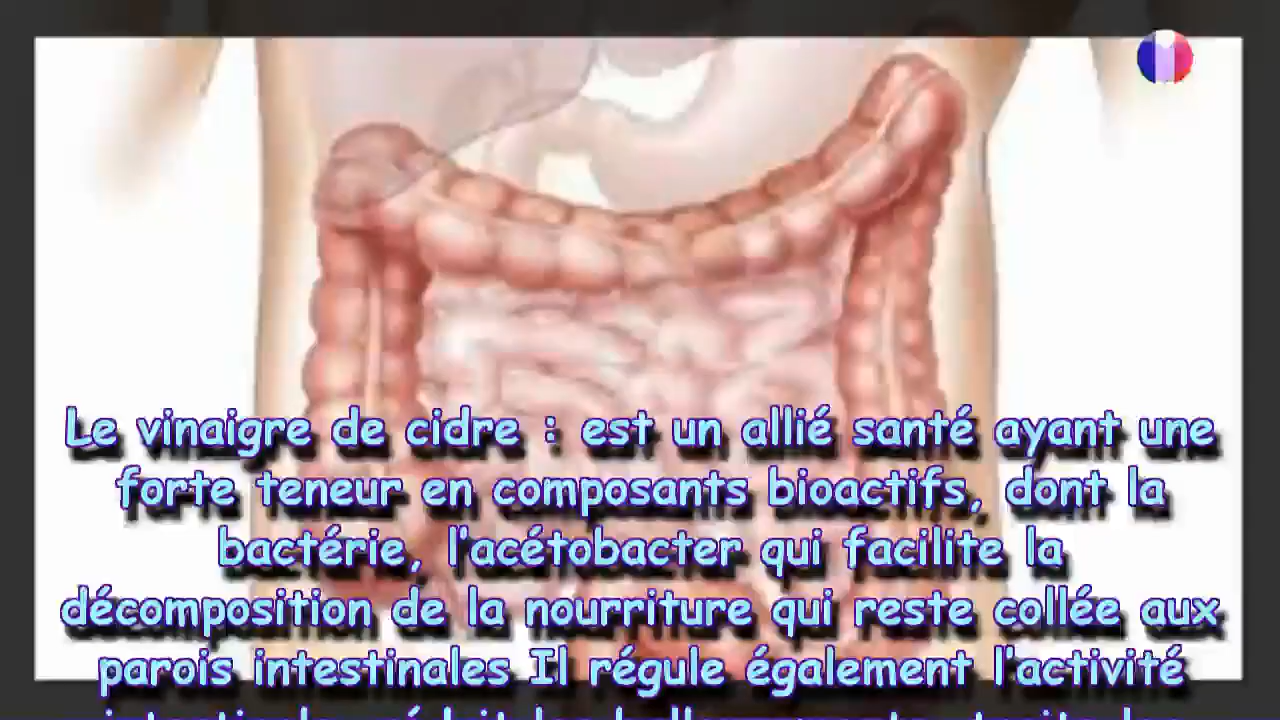 Le vinaigre de cidre : est un allié santé ayant une
forte teneur en composants bioactifs, dont la
bactérie, l'acétobacter qui facilite la
décomposition de la nourriture qui reste collée aux
parois intestinales Il régule également l'activité